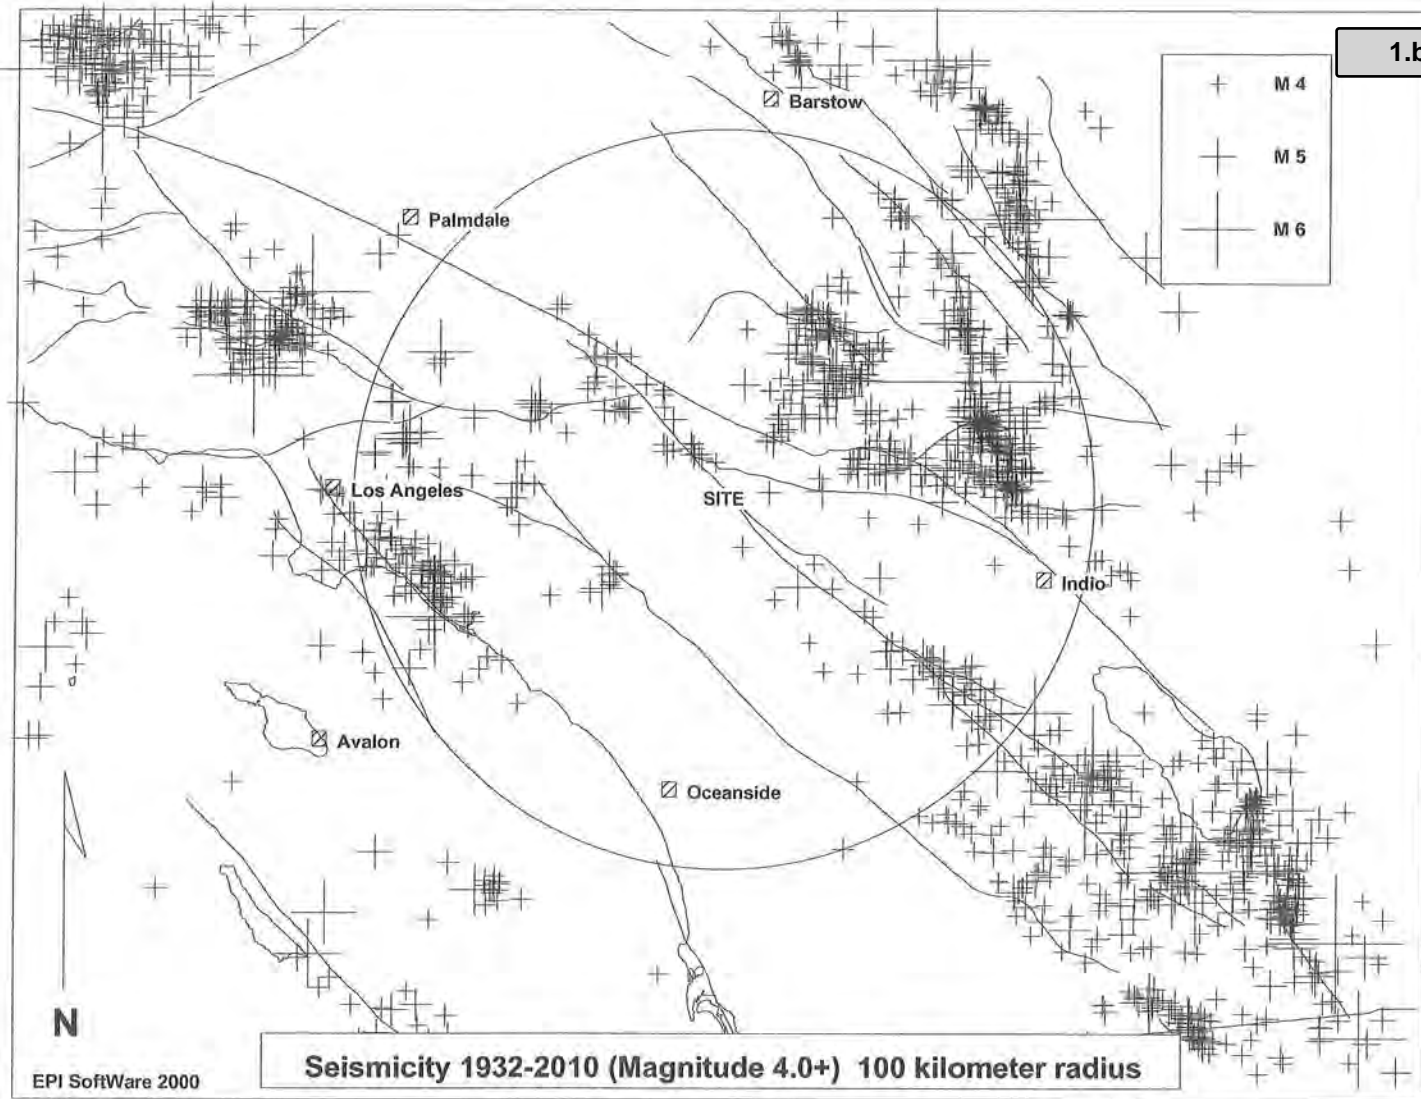 1.b
M 4
M 5
M 6
Barstow
Palmdale
Los Angeles
SITE
Indio
Avalon
Oceanside
N
EPI SoftWare 2000
Seismicity 1932-2010 (Magnitude 4.0+) 100 kilometer radius